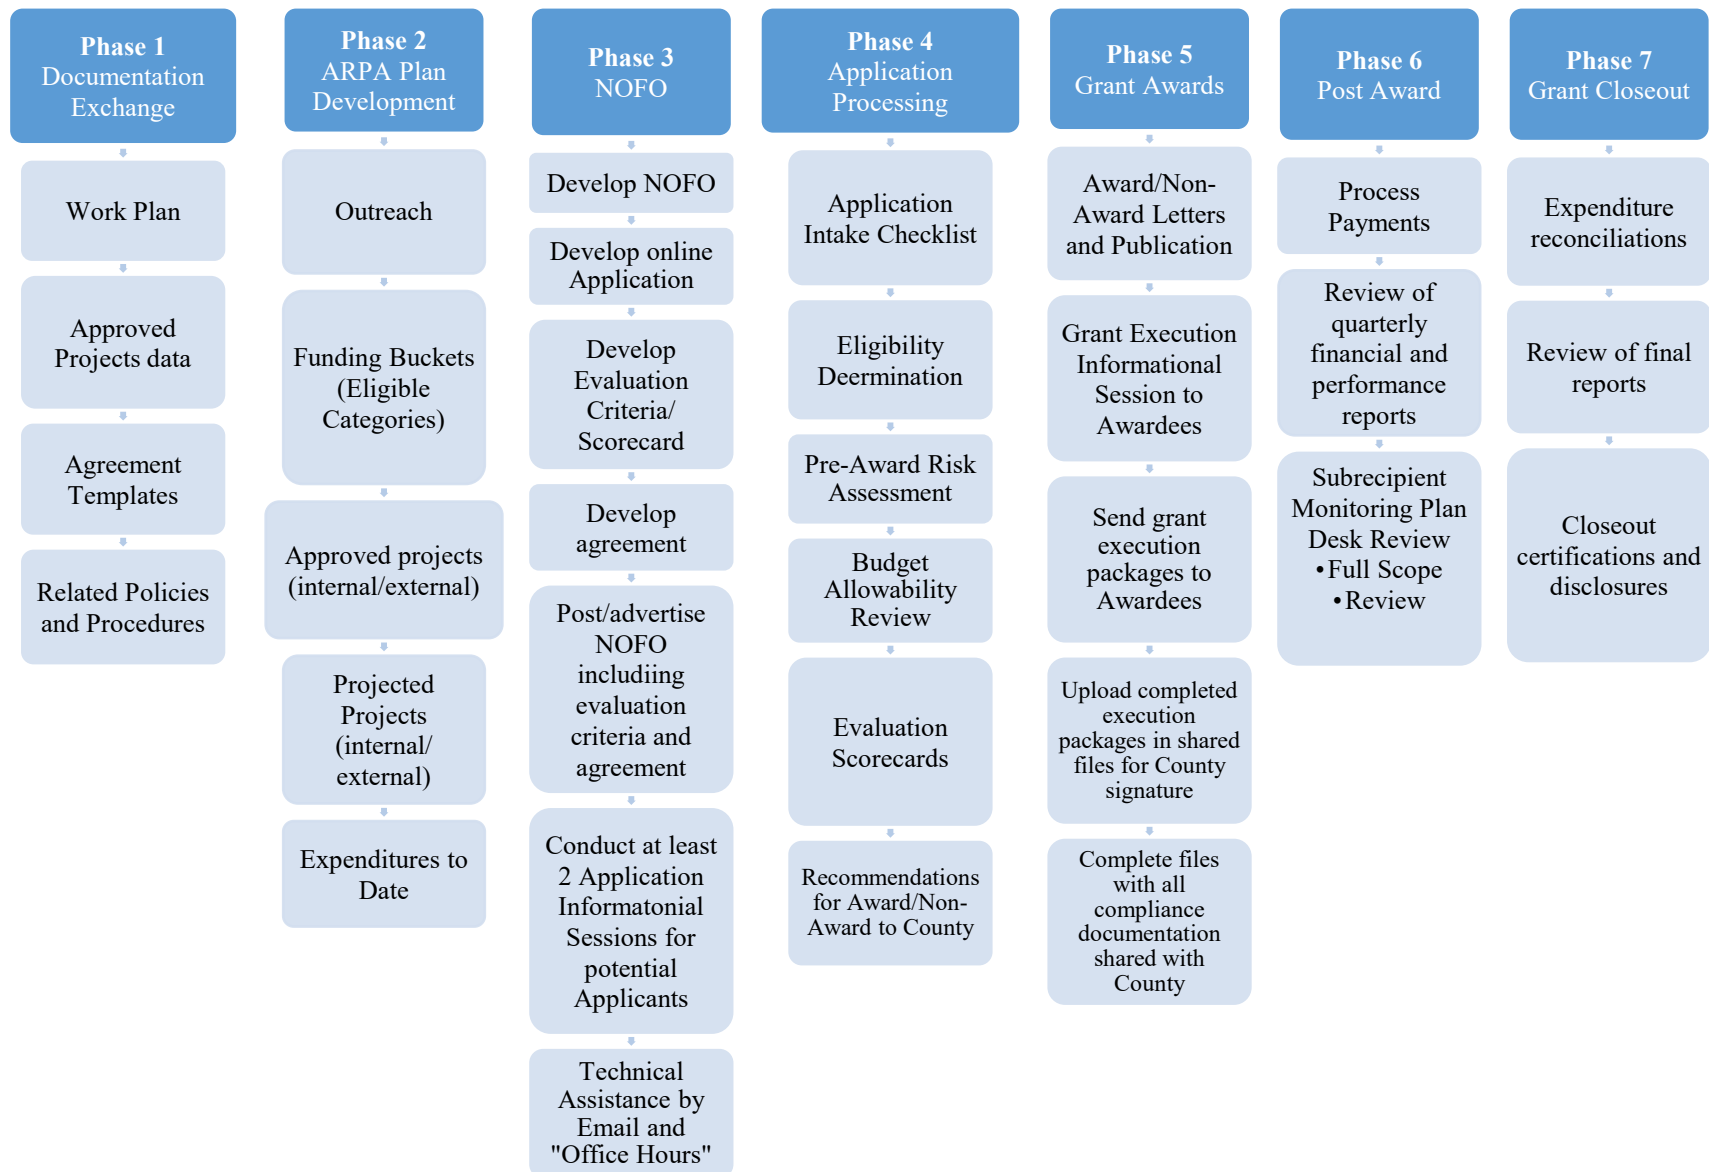 Phase 1
Documentation
Exchange
Work Plan
Approved
Projects data
Agreement
Templates
Related Policies
and Procedures
Phase 2
ARPA Plan
Development
Outreach
Funding Buckets
(Eligible
Categories)
Approved projects
(internal/external)
Projected
Projects
(internal/
external)
Expenditures to
Date
Phase 3
NOFO
Develop NOFO
Develop online
Application
Develop
Evaluation
Criteria/
Scorecard
Develop
agreement
Post/advertise
NOFO
includiing
evaluation
criteria and
agreement
Conduct at least
2 Application
Informatonial
Sessions for
potential
Applicants
Technical
Assistance by
Email and
"Office Hours"
Phase 4
Application
Processing
Application
Intake Checklist
Eligibility
Deermination
Pre-Award Risk
Assessment
Budget
Allowability
Review
Evaluation
Scorecards
Recommendations
for Award/Non-
Award to County
Phase 5
Grant Awards
Award/Non-
Award Letters
and Publication
Grant Execution
Informational
Session to
Awardees
Send grant
execution
packages to
Awardees
Upload completed
execution
packages in shared
files for County
signature
Complete files
with all
compliance
documentation
shared with
County
Phase 6
Post Award
Process
Payments
Review of
quarterly
financial and
performance
reports
Subrecipient
Monitoring Plan
Desk Review
•Full Scope
•Review
Phase 7
Grant Closeout
Expenditure
reconciliations
Review of final
reports
Closeout
certifications and
disclosures